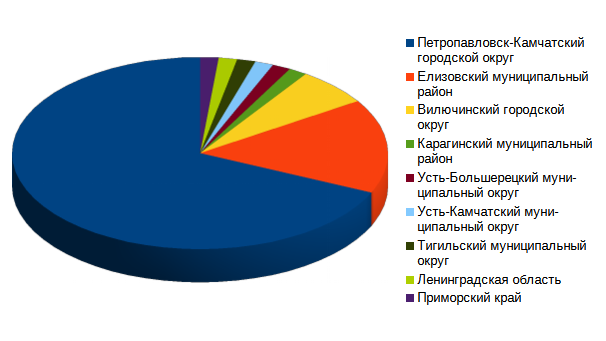 Петропавловск-Камчатский
городской округ
Елизовский муниципальный
район
Вилючинский городской
округ
Карагинский муниципальный
район
Усть-Большерецкий муни-
ципальный округ
Усть-Камчатский муни-
ципальный округ
Тигильский муниципальный
округ
Ленинградская область
Приморский край